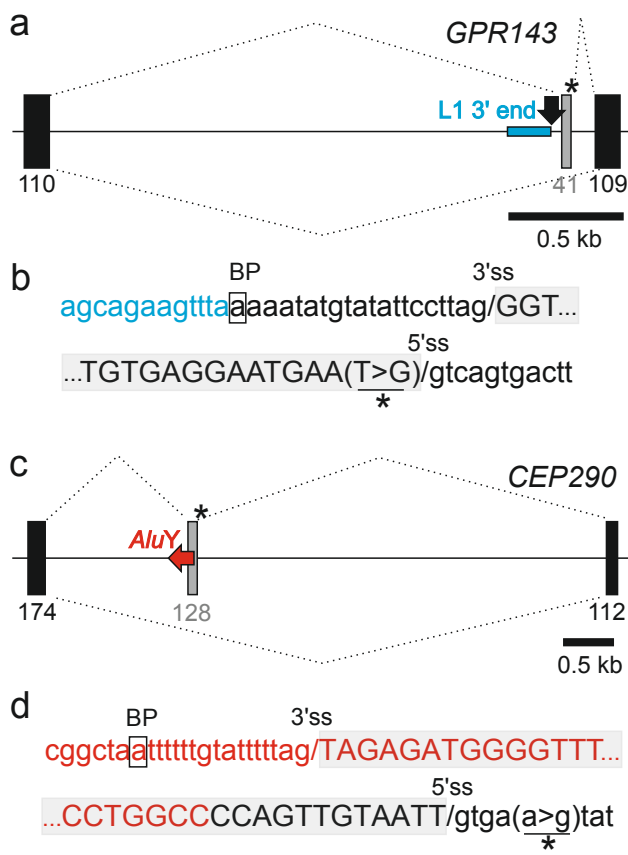 a
GPR143
*
L1 3' end
110
41
109
0.5 kb
b
BP
3'ss
agcagaagtttaaaaatatgtatattccttag/GGT...
5'ss
...TGTGAGGAATGAA(T>G)/gtcagtgactt
*
c
CEP290
*
AluY
174
128
112
0.5 kb
d
BP
3'ss
cggctaattttttgtatttttag/TAGAGATGGGGTTT...
5'ss
...CCTGGCCCCAGTTGTAATT/gtga(a>g)tat
*